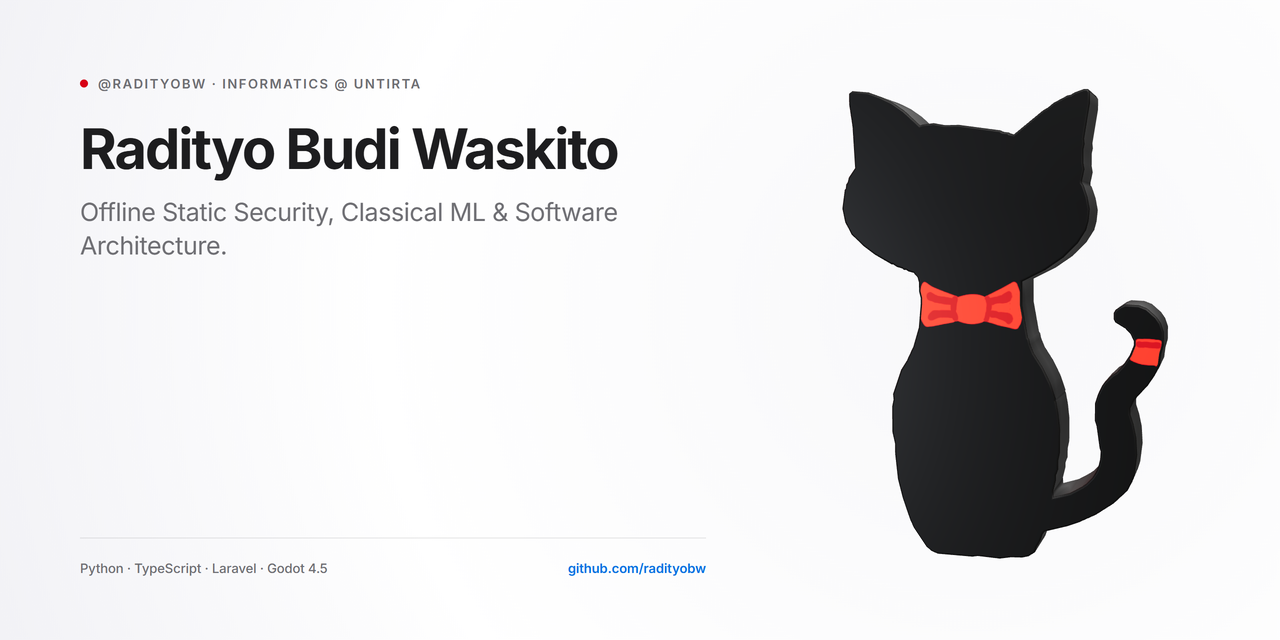 @RADITYOBW · INFORMATICS @ UNTIRTA
Radityo Budi Waskito
Offline Static Security, Classical ML & Software
Architecture.
Python · TypeScript · Laravel · Godot 4.5
github.com/radityobw